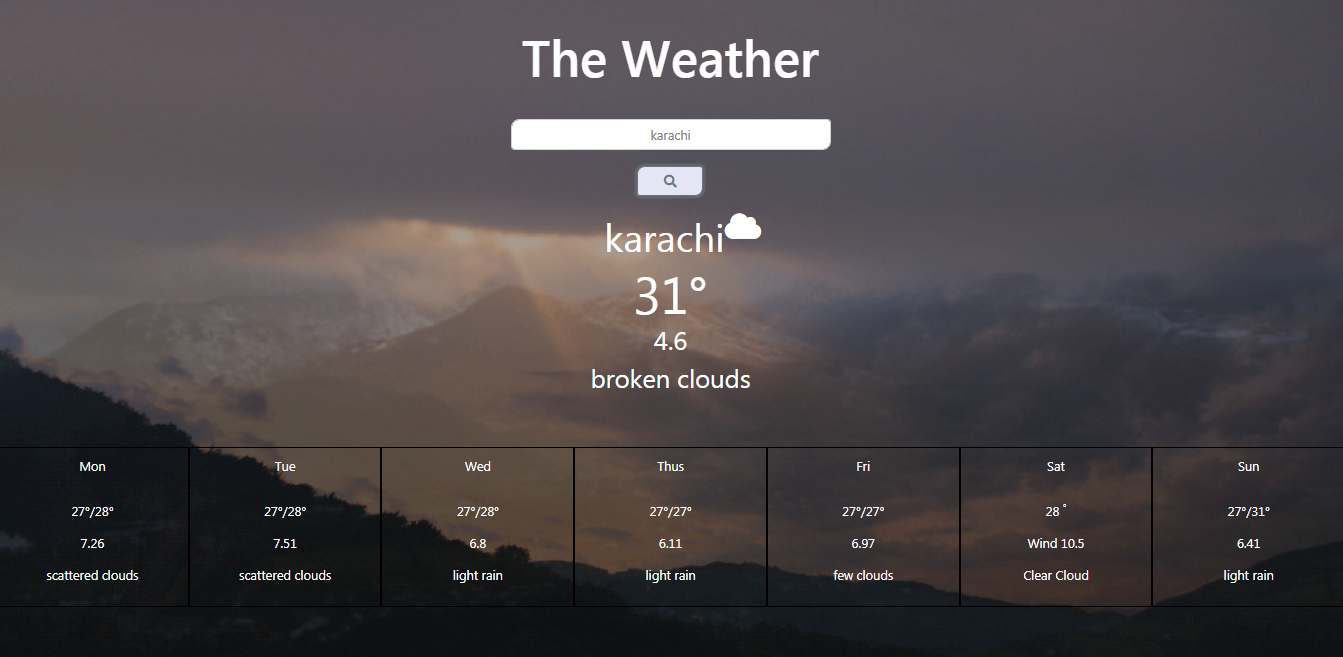 The Weather
karachi
karachi
31°
4.6
broken clouds
Mon
27°/28°
7.26
scattered clouds
Tue
27°/28°
7.51
scattered clouds
Wed
27°/28°
6.8
light rain
Thus
27°/27°
6.11
light rain
Fri
27°/27°
6.97
few clouds
Sat
28 °
Wind 10.5
Clear Cloud
Sun
27°/31°
6.41
light rain